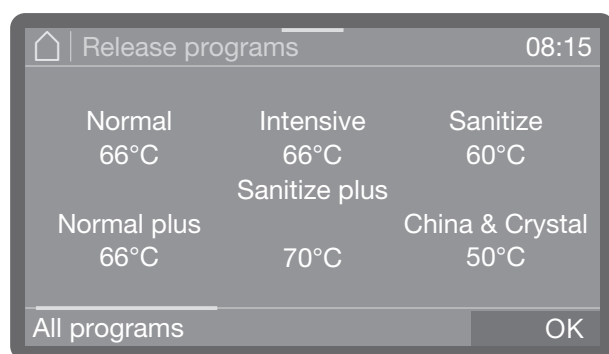 Release programs 08:15
Normal Intensive Sanitize
66°C 66°C 60°C
Sanitize plus
Normal plus China & Crystal
66°C 70°C 50°C
All programs OK